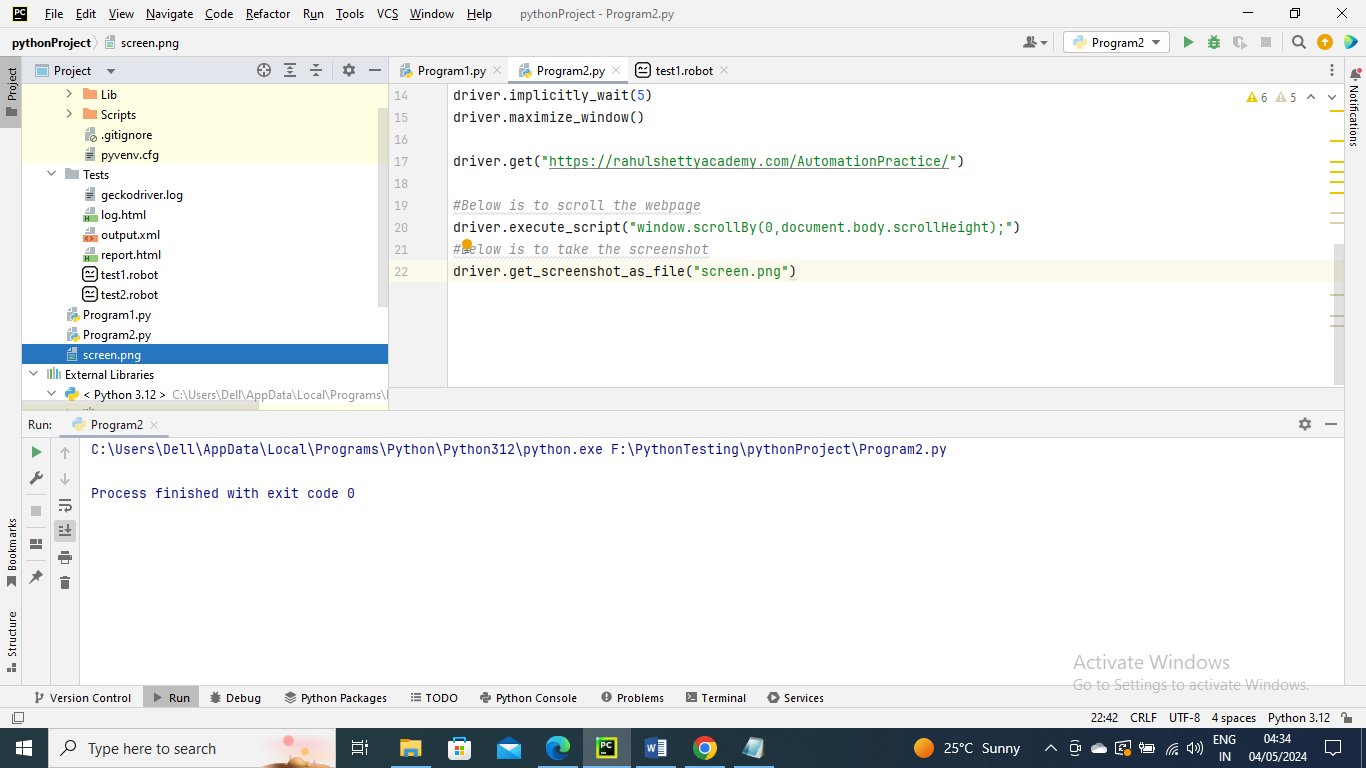 PC File Edit View Navigate Code Refactor Run Tools VCS Window Help pythonProject - Program2.py
pythonProject screen.png Program2
Project Program1.py Program2.py test1.robot
Project
Lib
Scripts
.gitignore
pyvenv.cfg
Tests
geckodriver.log
log.html
output.xml
report.html
test1.robot
test2.robot
Program1.py
Program2.py
screen.png
External Libraries
< Python 3.12 > C:\Users\Dell\AppData\Local\Programs\
14 driver.implicitly_wait(5)
15 driver.maximize_window()
16
17 driver.get("https://rahulshettyacademy.com/AutomationPractice/")
18
19 #Below is to scroll the webpage
20 driver.execute_script("window.scrollBy(0,document.body.scrollHeight);")
21 #Below is to take the screenshot
22 driver.get_screenshot_as_file("screen.png")
6 5
Notifications
Run: Program2
C:\Users\Dell\AppData\Local\Programs\Python\Python312\python.exe F:\PythonTesting\pythonProject\Program2.py
Process finished with exit code 0
Bookmarks
Structure
Activate Windows
Go to Settings to activate Windows.
Version Control Run Debug Python Packages TODO Python Console Problems Terminal Services
22:42 CRLF UTF-8 4 spaces Python 3.12
Type here to search PC 25°C Sunny ENG 04:34
IN 04/05/2024